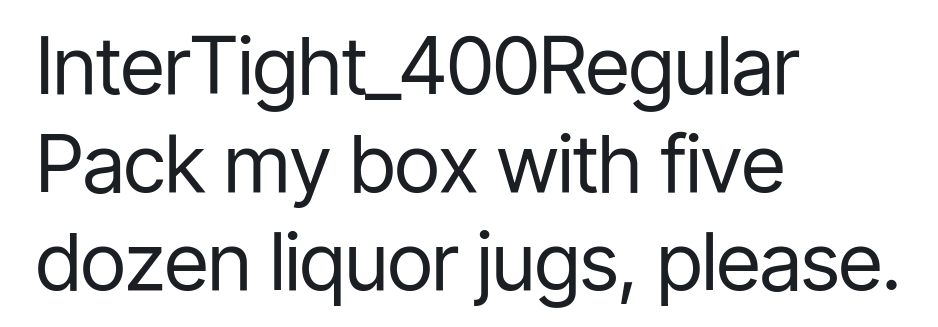 InterTight_400Regular
Pack my box with five
dozen liquor jugs, please.